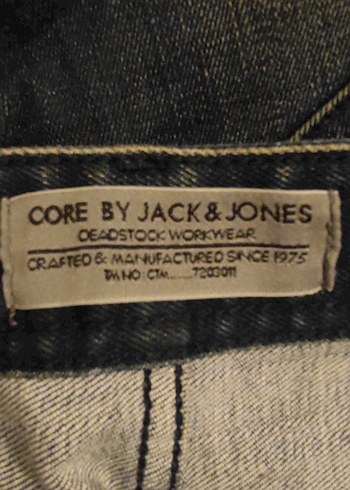 CORE BY JACK & JONES
DEADSTOCK WORKWEAR
CRAFTED & MANUFACTURED SINCE 1975
TM NO: CTM.......7203011